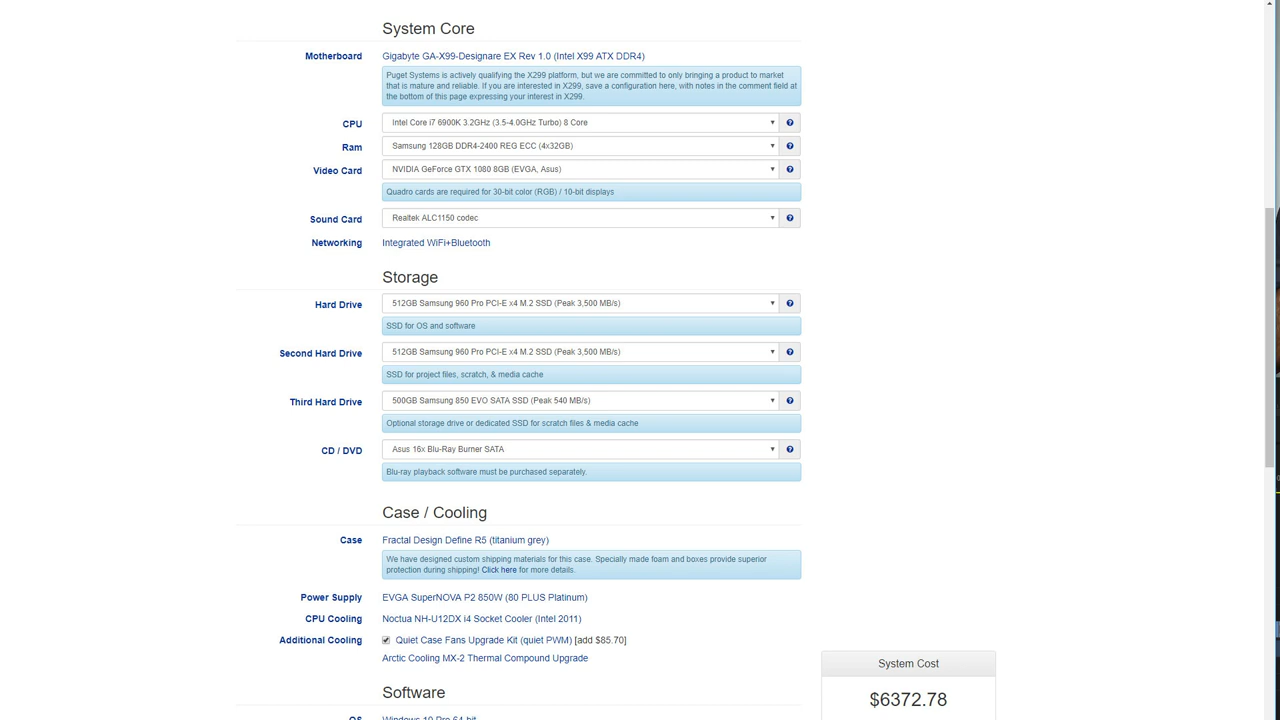 System Core
Motherboard
Gigabyte GA-X99-Designare EX Rev 1.0 (Intel X99 ATX DDR4)
Puget Systems is actively qualifying the X299 platform, but we are committed to only bringing a product to market
that is mature and reliable. If you are interested in X299, save a configuration here, with notes in the comment field at
the bottom of this page expressing your interest in X299.
CPU
Intel Core i7 6900K 3.2GHz (3.5-4.0GHz Turbo) 8 Core
Ram
Samsung 128GB DDR4-2400 REG ECC (4x32GB)
Video Card
NVIDIA GeForce GTX 1080 8GB (EVGA, Asus)
Quadro cards are required for 30-bit color (RGB) / 10-bit displays
Sound Card
Realtek ALC1150 codec
Networking
Integrated WiFi+Bluetooth
Storage
Hard Drive
512GB Samsung 960 Pro PCI-E x4 M.2 SSD (Peak 3,500 MB/s)
SSD for OS and software
Second Hard Drive
512GB Samsung 960 Pro PCI-E x4 M.2 SSD (Peak 3,500 MB/s)
SSD for project files, scratch, & media cache
Third Hard Drive
500GB Samsung 850 EVO SATA SSD (Peak 540 MB/s)
Optional storage drive or dedicated SSD for scratch files & media cache
CD / DVD
Asus 16x Blu-Ray Burner SATA
Blu-ray playback software must be purchased separately.
Case / Cooling
Case
Fractal Design Define R5 (titanium grey)
We have designed custom shipping materials for this case. Specially made foam and boxes provide superior
protection during shipping! Click here for more details.
Power Supply
EVGA SuperNOVA P2 850W (80 PLUS Platinum)
CPU Cooling
Noctua NH-U12DX i4 Socket Cooler (Intel 2011)
Additional Cooling
Quiet Case Fans Upgrade Kit (quiet PWM) [add $85.70]
Arctic Cooling MX-2 Thermal Compound Upgrade
System Cost
$6372.78
Software
OS
Windows 10 Pro 64-bit